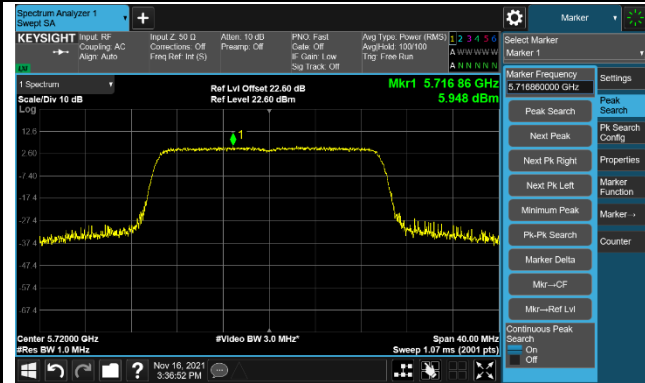 Spectrum Analyzer 1
Swept SA
Marker
KEYSIGHT
Input: RF
Coupling: AC
Align: Auto
Input Z: 50 Ω
Corrections: Off
Freq Ref: Int (S)
Atten: 10 dB
Preamp: Off
PNO: Fast
Gate: Off
IF Gain: Low
Sig Track: Off
Avg Type: Power (RMS)
Avg|Hold: 100/100
Trig: Free Run
1 2 3 4 5 6
A W W W W W
A N N N N N
Select Marker
Marker 1
1 Spectrum
Scale/Div 10 dB
Log
Ref Lvl Offset 22.60 dB
Ref Level 22.60 dBm
Mkr1 5.716 86 GHz
5.948 dBm
12.6
2.60
-7.40
-17.4
-27.4
-37.4
-47.4
-57.4
-67.4
1
Center 5.72000 GHz
#Res BW 1.0 MHz
#Video BW 3.0 MHz*
Span 40.00 MHz
Sweep 1.07 ms (2001 pts)
Marker Frequency
5.716860000 GHz
Peak Search
Next Peak
Next Pk Right
Next Pk Left
Minimum Peak
Pk-Pk Search
Marker Delta
Mkr→CF
Mkr→Ref Lvl
Continuous Peak
Search
On
Off
Settings
Peak
Search
Pk Search
Config
Properties
Marker
Function
Marker→
Counter
?
Nov 16, 2021
3:36:52 PM